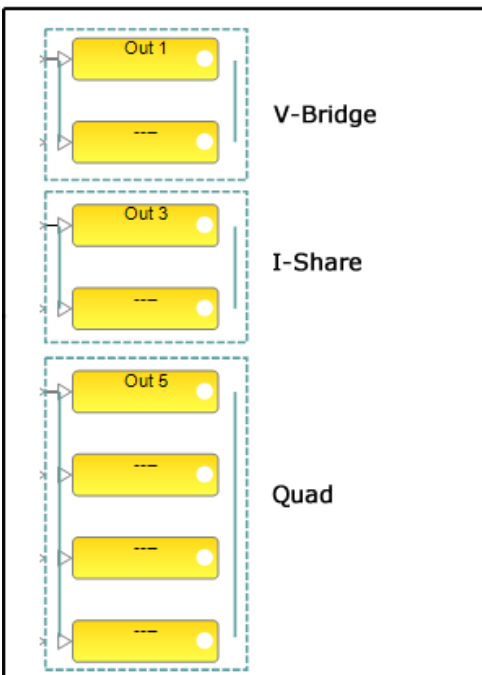 Out 1
V-Bridge
---
Out 3
I-Share
---
Out 5
---
Quad
---
---